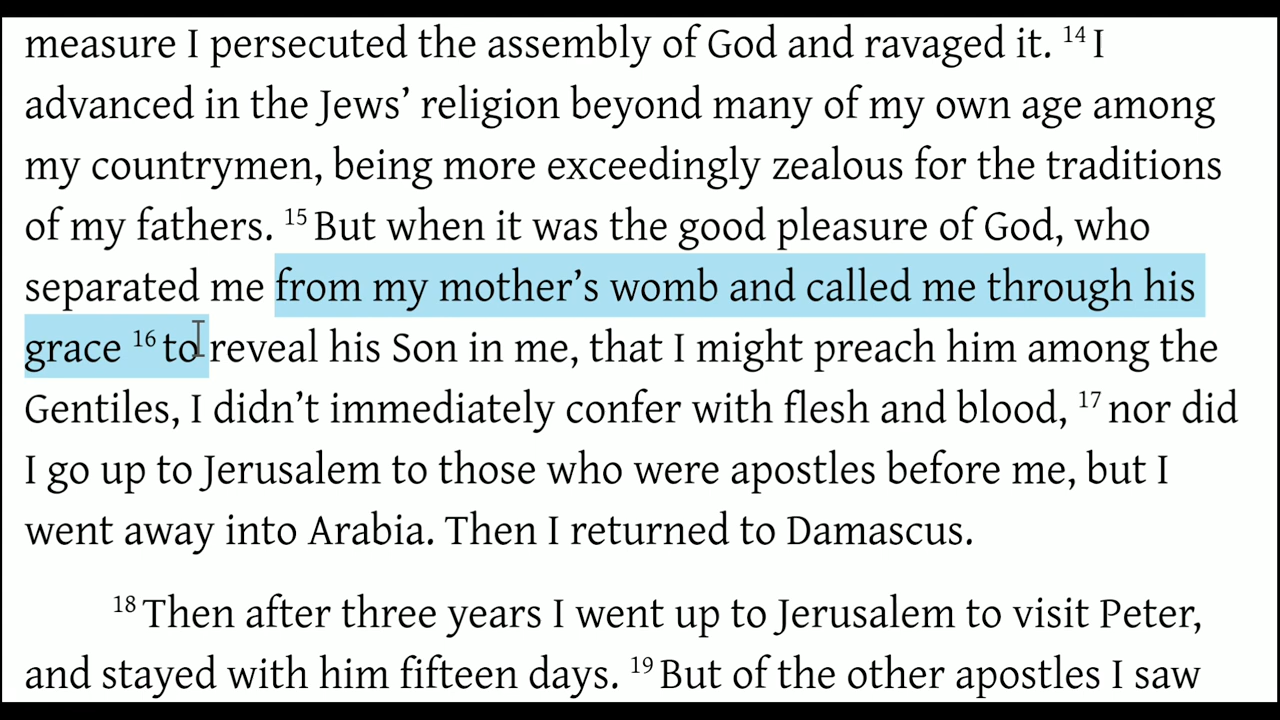 measure I persecuted the assembly of God and ravaged it. 14 I
advanced in the Jews’ religion beyond many of my own age among
my countrymen, being more exceedingly zealous for the traditions
of my fathers. 15 But when it was the good pleasure of God, who
separated me from my mother’s womb and called me through his
grace 16 to reveal his Son in me, that I might preach him among the
Gentiles, I didn’t immediately confer with flesh and blood, 17 nor did
I go up to Jerusalem to those who were apostles before me, but I
went away into Arabia. Then I returned to Damascus.
18 Then after three years I went up to Jerusalem to visit Peter,
and stayed with him fifteen days. 19 But of the other apostles I saw